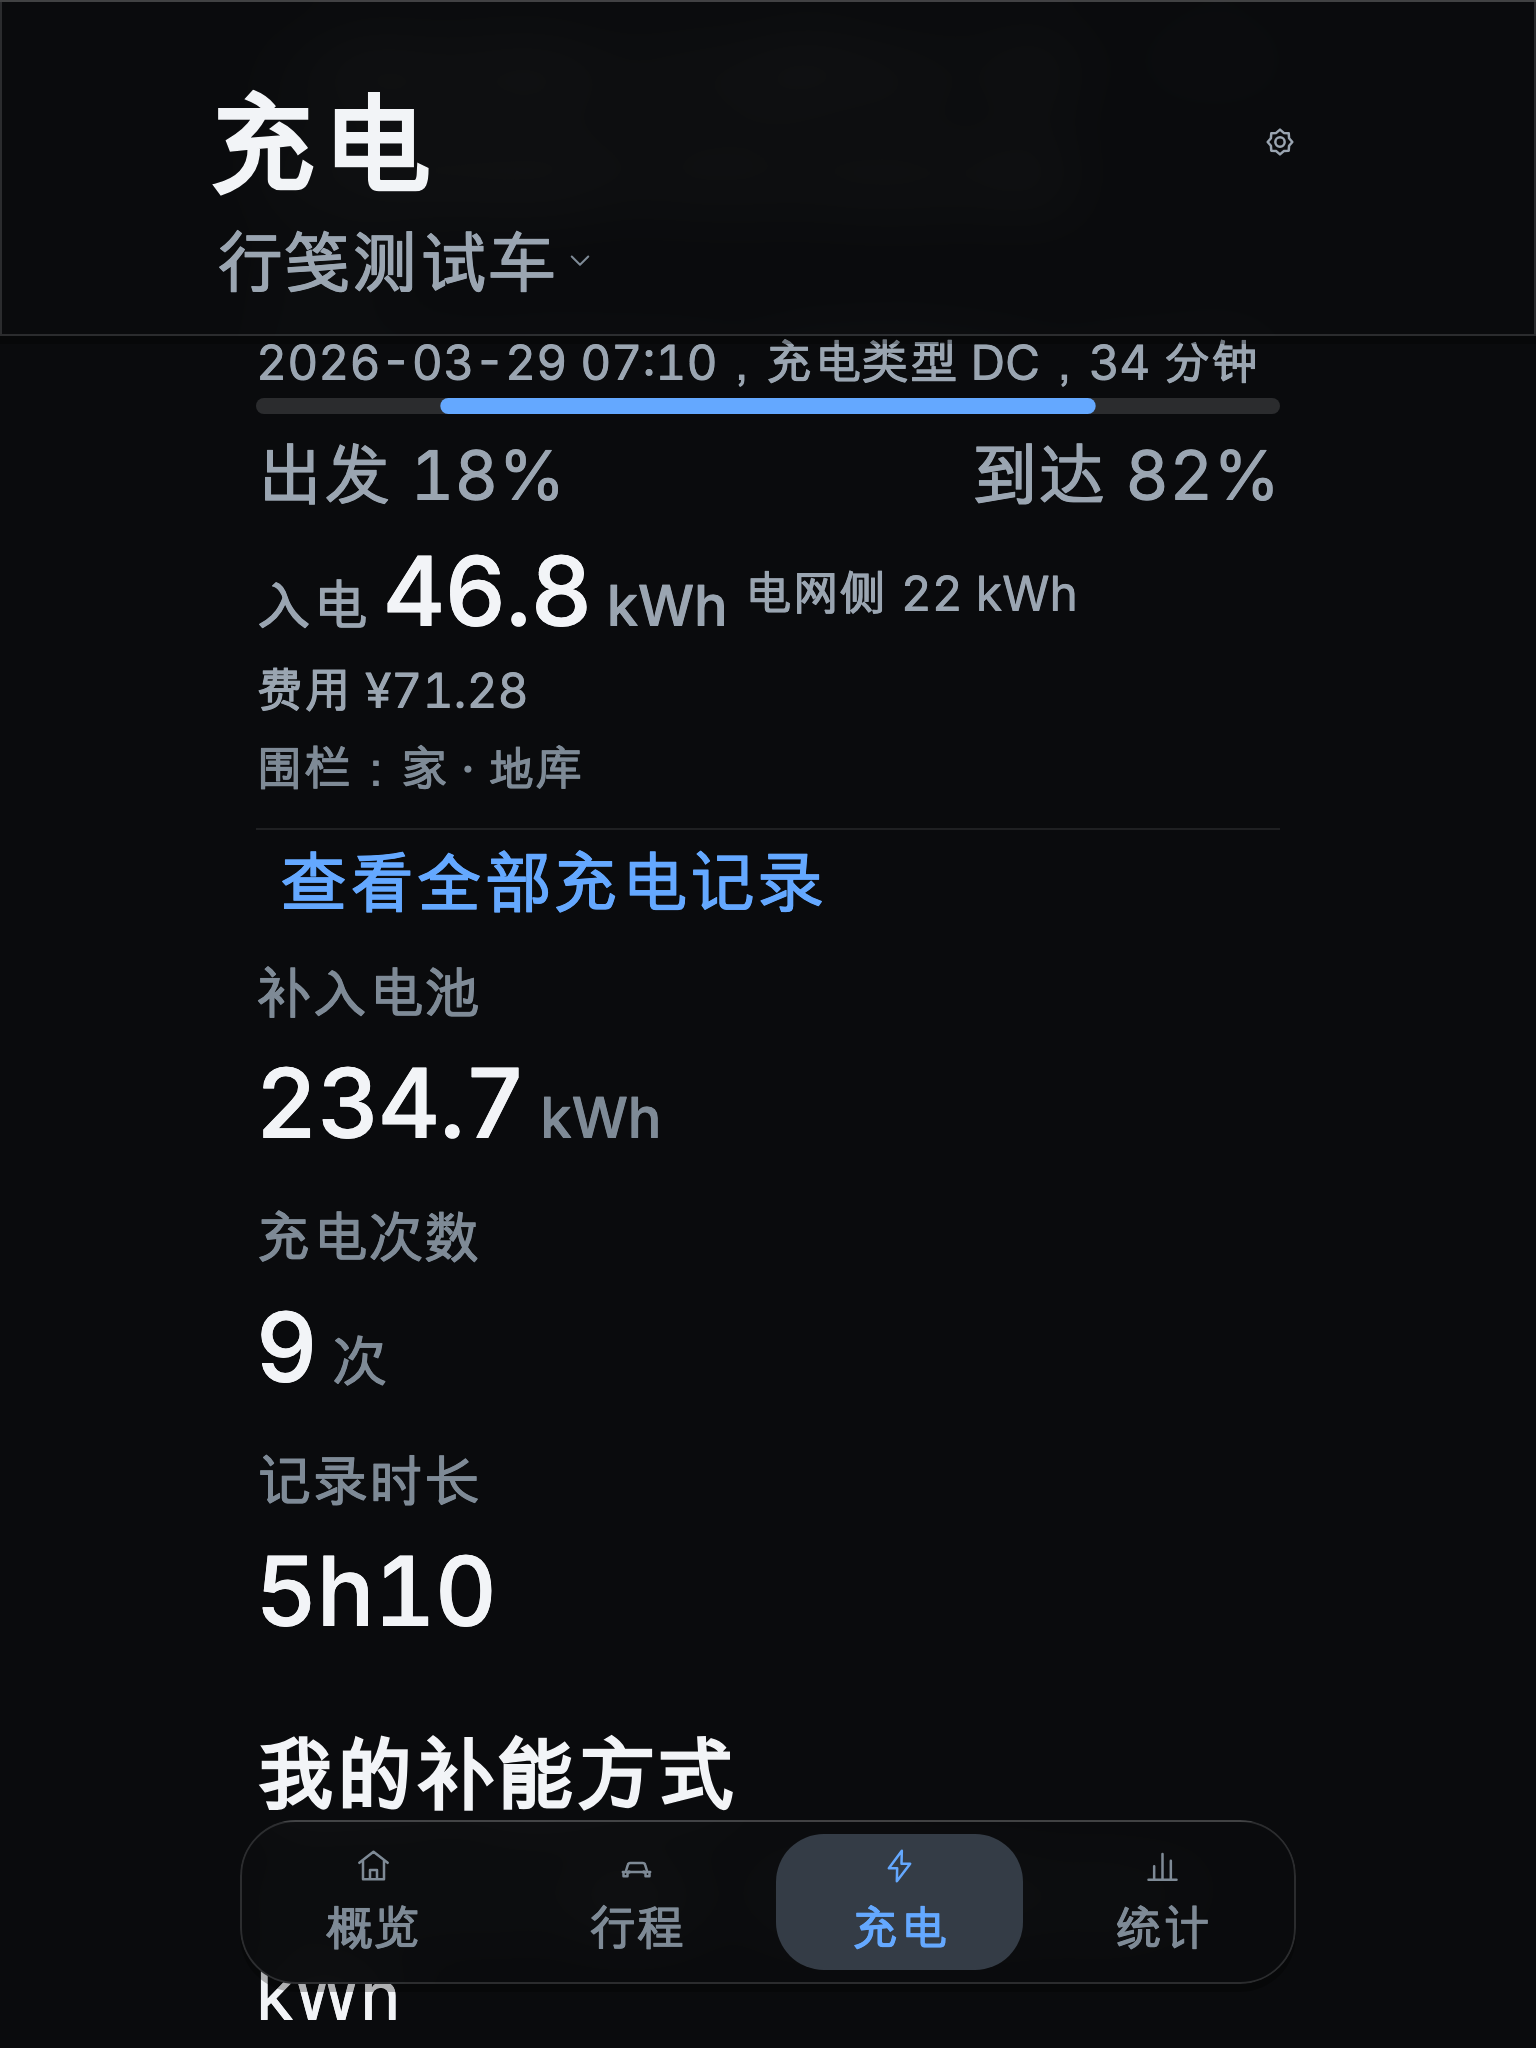 充电
行笺测试车
2026-03-29 07:10，充电类型 DC，34 分钟
出发 18%
到达 82%
入电 46.8 kWh 电网侧 22 kWh
费用 ¥71.28
围栏：家 · 地库
查看全部充电记录
补入电池
234.7 kWh
充电次数
9 次
记录时长
5h10
我的补能方式
概览
行程
充电
统计
kWh